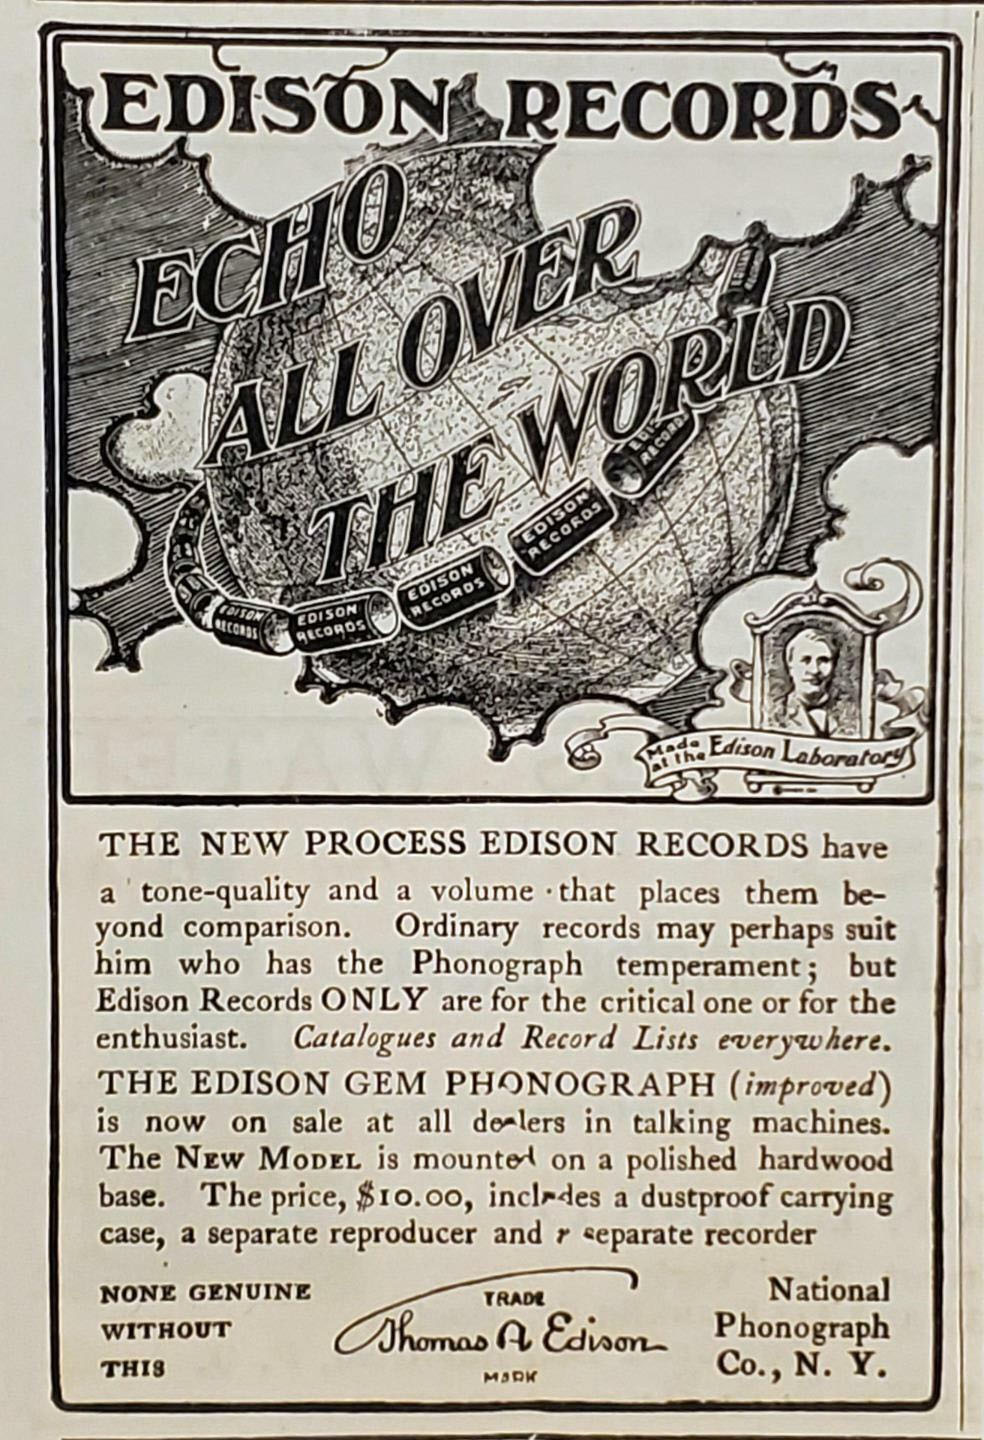 EDISON RECORDS
ECHO
ALL OVER
THE WORLD
EDISON
RECORDS
EDISON
RECORDS
EDISON
RECORDS
EDISON
RECORDS
RECORDS
Made
at the Edison Laboratory
THE NEW PROCESS EDISON RECORDS have
a tone-quality and a volume that places them be-
yond comparison. Ordinary records may perhaps suit
him who has the Phonograph temperament; but
Edison Records ONLY are for the critical one or for the
enthusiast. Catalogues and Record Lists everywhere.
THE EDISON GEM PHONOGRAPH (improved)
is now on sale at all dealers in talking machines.
The NEW MODEL is mounted on a polished hardwood
base. The price, $10.00, includes a dustproof carrying
case, a separate reproducer and a separate recorder
NONE GENUINE
WITHOUT
THIS
TRADE
Thomas A Edison
MARK
National
Phonograph
Co., N. Y.